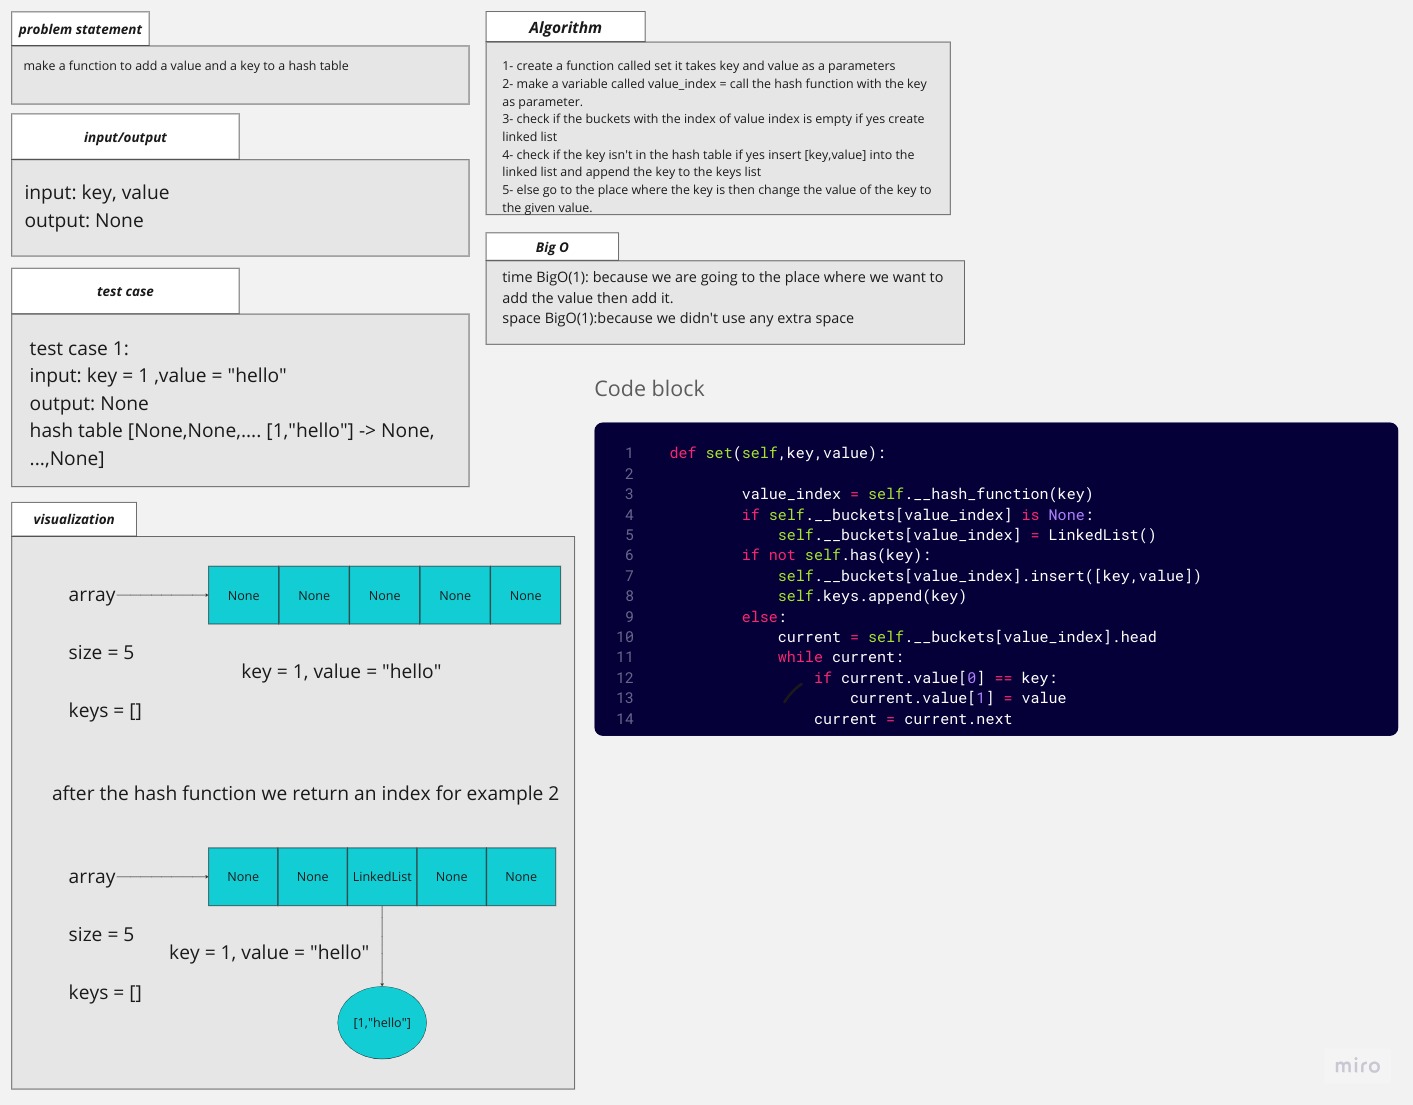 problem statement
make a function to add a value and a key to a hash table
input/output
input: key, value
output: None
test case
test case 1:
input: key = 1 ,value = "hello"
output: None
hash table [None,None,.... [1,"hello"] -> None,
...,None]
visualization
array
None
None
None
None
None
size = 5
key = 1, value = "hello"
keys = []
after the hash function we return an index for example 2
array
None
None
LinkedList
None
None
size = 5
key = 1, value = "hello"
keys = []
[1,"hello"]
Algorithm
1- create a function called set it takes key and value as a parameters
2- make a variable called value_index = call the hash function with the key
as parameter.
3- check if the buckets with the index of value index is empty if yes create
linked list
4- check if the key isn't in the hash table if yes insert [key,value] into the
linked list and append the key to the keys list
5- else go to the place where the key is then change the value of the key to
the given value.
Big O
time BigO(1): because we are going to the place where we want to
add the value then add it.
space BigO(1):because we didn't use any extra space
Code block
1 def set(self,key,value):
2
3 value_index = self.__hash_function(key)
4 if self.__buckets[value_index] is None:
5 self.__buckets[value_index] = LinkedList()
6 if not self.has(key):
7 self.__buckets[value_index].insert([key,value])
8 self.keys.append(key)
9 else:
10 current = self.__buckets[value_index].head
11 while current:
12 if current.value[0] == key:
13 current.value[1] = value
14 current = current.next
miro